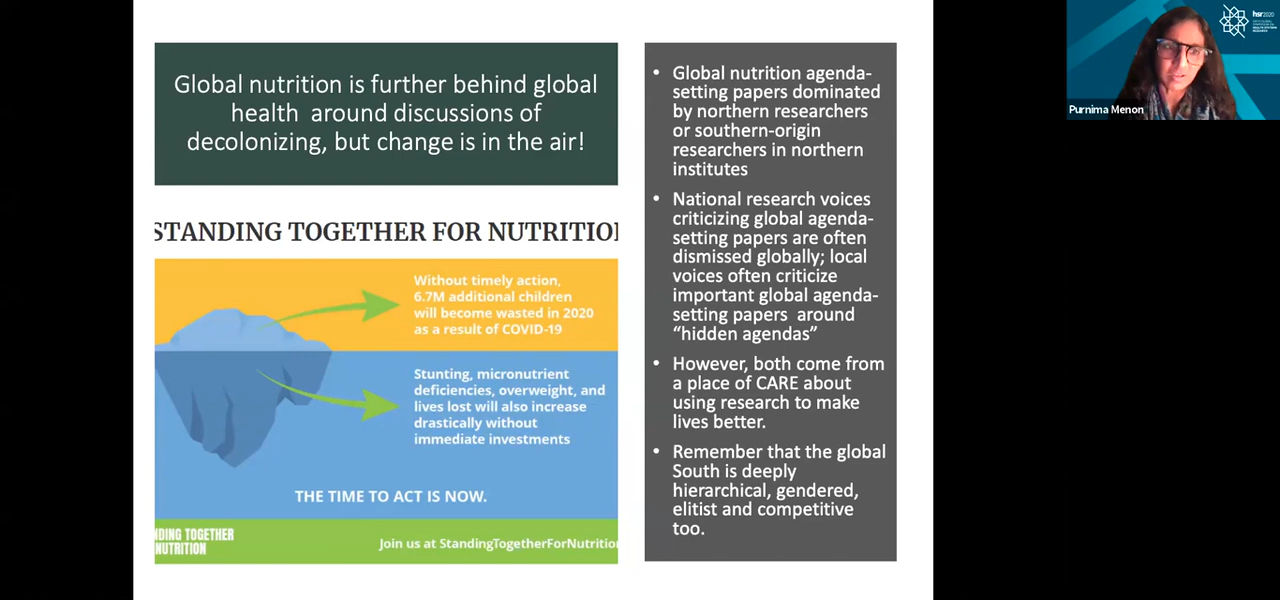 Global nutrition is further behind global
health around discussions of
decolonizing, but change is in the air!
STANDING TOGETHER FOR NUTRITIO
Without timely action,
6.7M additional children
will become wasted in 2020
as a result of COVID-19
Stunting, micronutrient
deficiencies, overweight, and
lives lost will also increase
drastically without
immediate investments
THE TIME TO ACT IS NOW.
NDING TOGETHER
NUTRITION
Join us at StandingTogetherForNutrition
• Global nutrition agenda-
setting papers dominated
by northern researchers
or southern-origin
researchers in northern
institutes
• National research voices
criticizing global agenda-
setting papers are often
dismissed globally; local
voices often criticize
important global agenda-
setting papers around
“hidden agendas”
• However, both come from
a place of CARE about
using research to make
lives better.
• Remember that the global
South is deeply
hierarchical, gendered,
elitist and competitive
too.
hsr2020
Purnima Menon